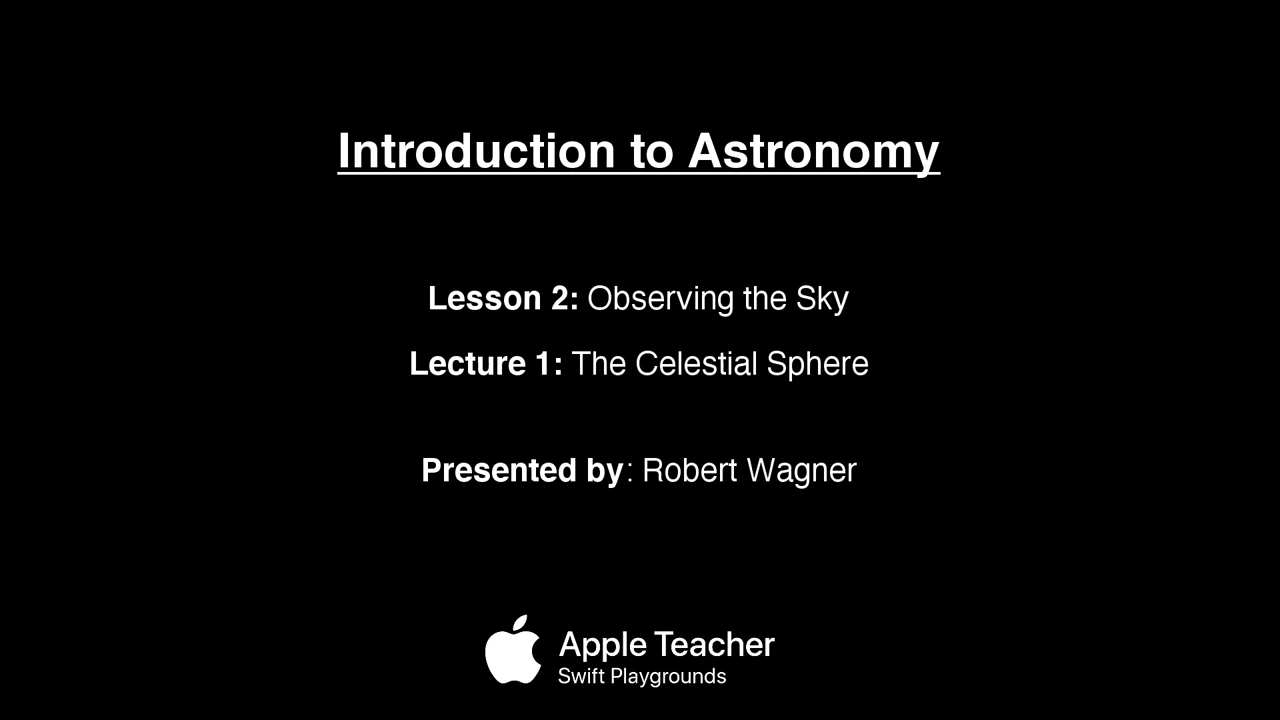 Introduction to Astronomy
Lesson 2: Observing the Sky
Lecture 1: The Celestial Sphere
Presented by: Robert Wagner
Apple Teacher
Swift Playgrounds